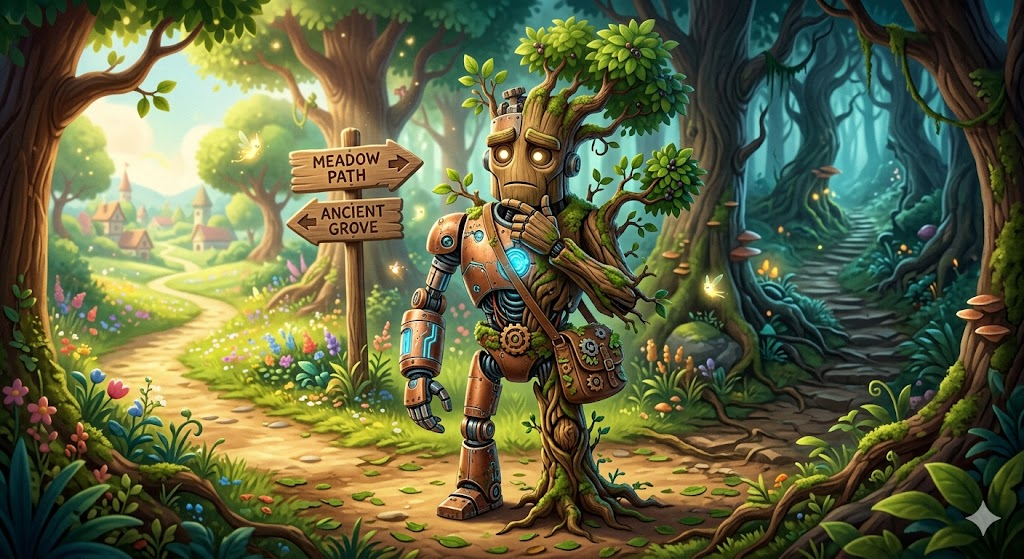 MEADOW
PATH
ANCIENT
GROVE